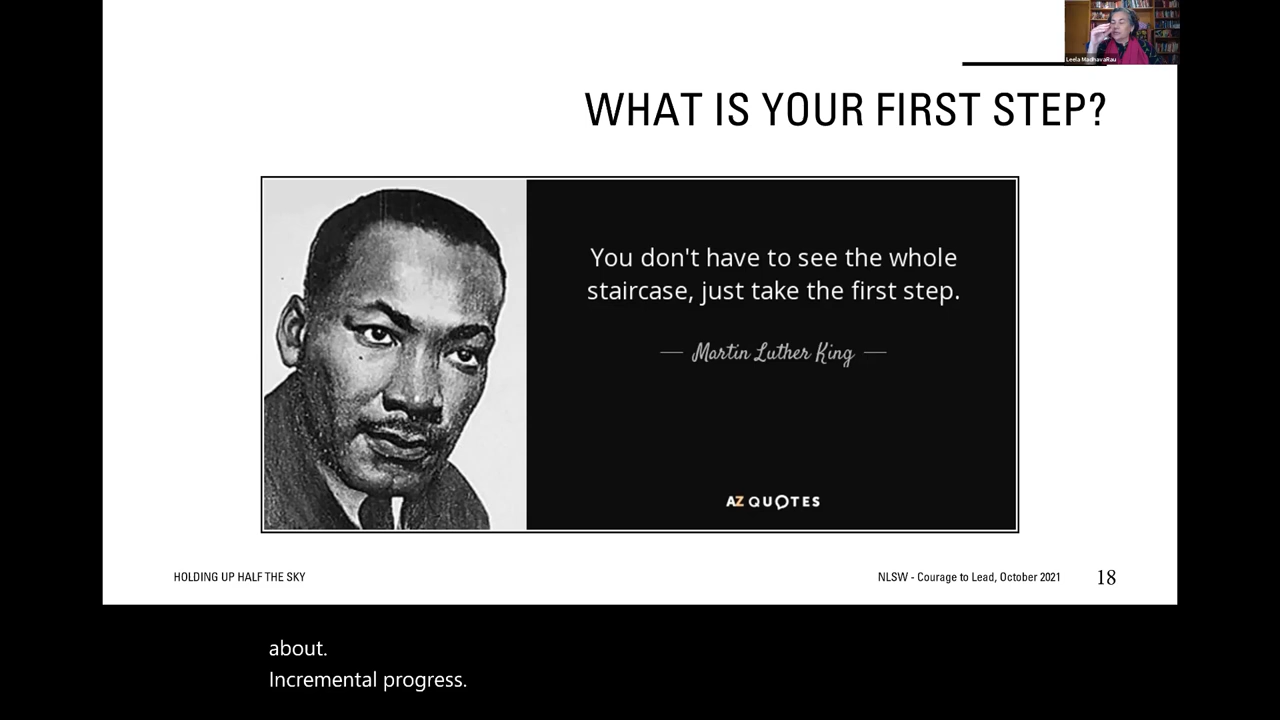 Leela MadhavaRau
WHAT IS YOUR FIRST STEP?
You don't have to see the whole
staircase, just take the first step.
Martin Luther King
AZ QUOTES
HOLDING UP HALF THE SKY
NLSW - Courage to Lead, October 2021
18
about.
Incremental progress.